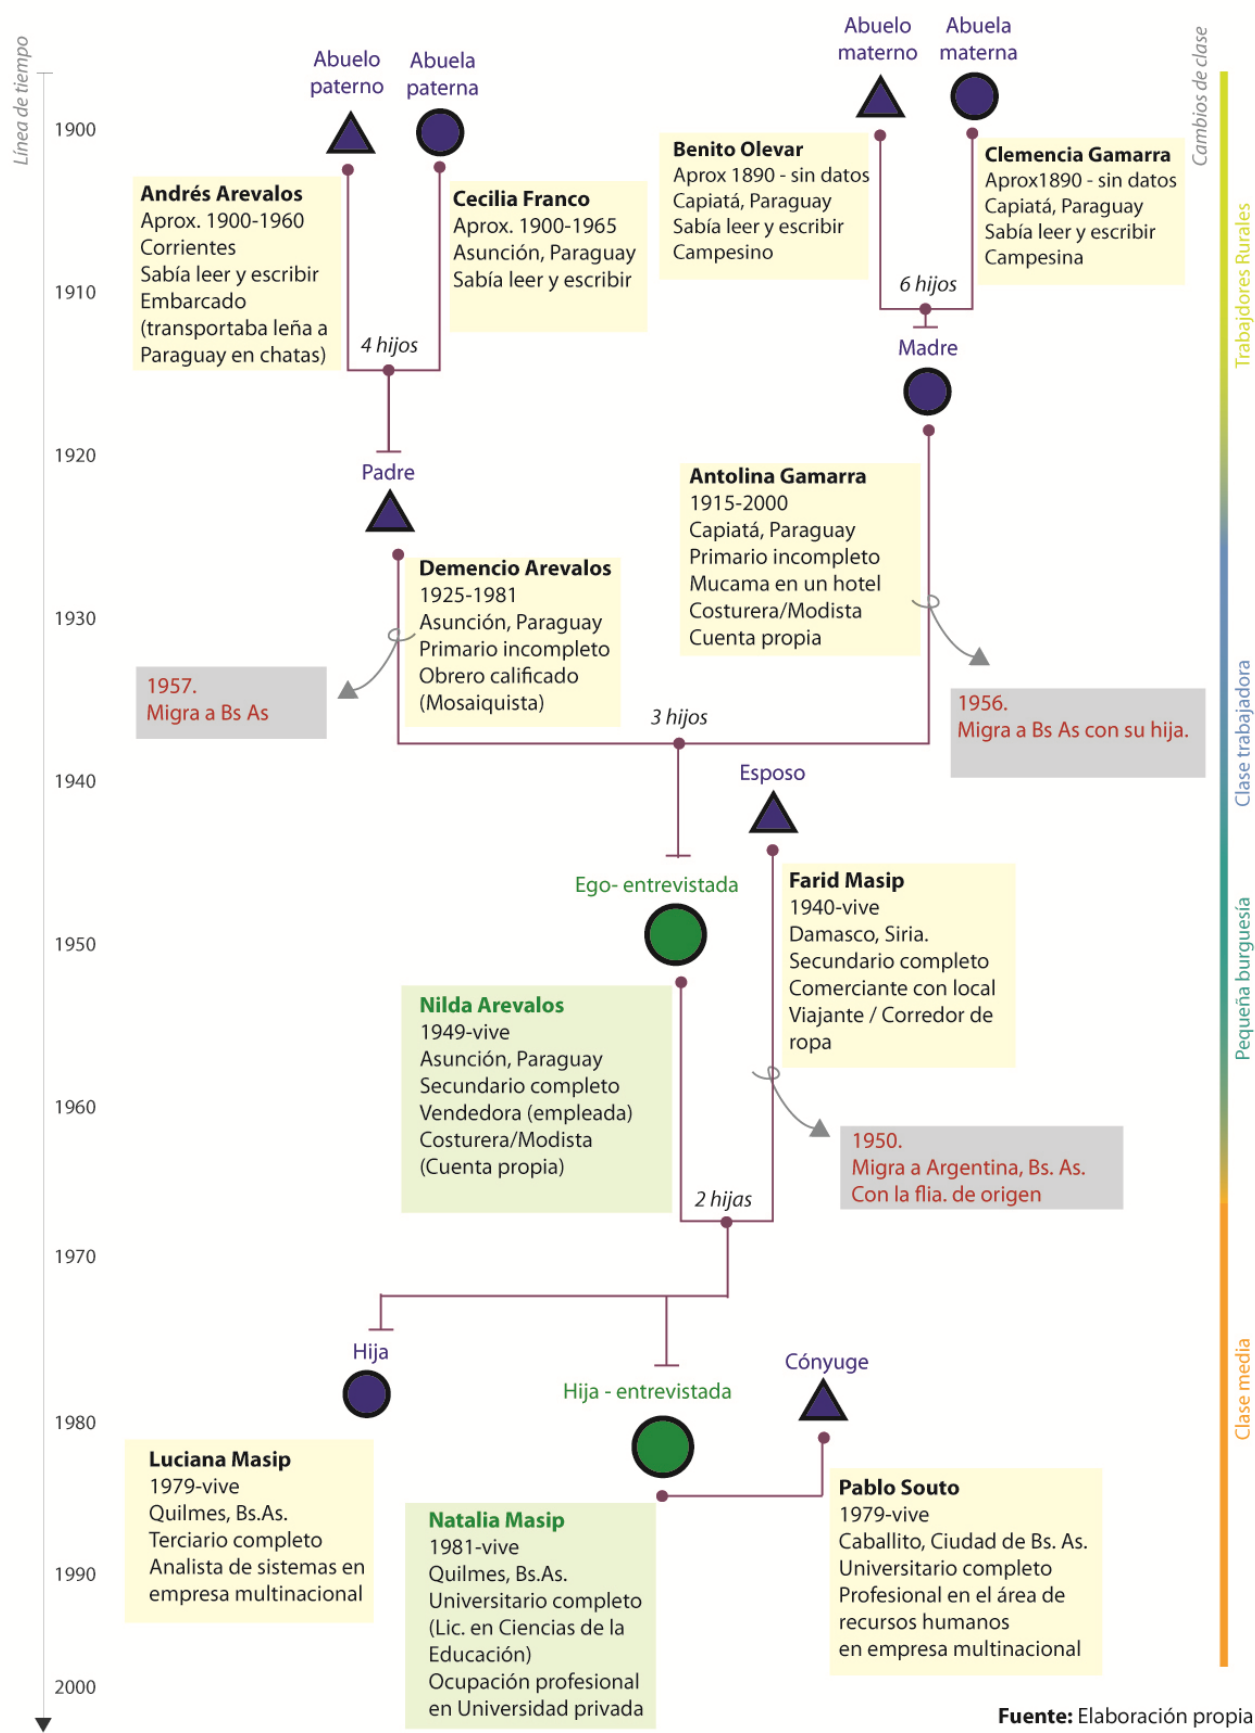 Línea de tiempo
Cambios de clase
Abuelo
paterno
Abuela
paterna
Abuelo
materno
Abuela
materna
1900
Andrés Arevalos
Aprox. 1900-1960
Corrientes
Sabía leer y escribir
Embarcado
(transportaba leña a
Paraguay en chatas)
Cecilia Franco
Aprox. 1900-1965
Asunción, Paraguay
Sabía leer y escribir
Benito Olevar
Aprox 1890 - sin datos
Capiatá, Paraguay
Sabía leer y escribir
Campesino
Clemencia Gamarra
Aprox1890 - sin datos
Capiatá, Paraguay
Sabía leer y escribir
Campesina
Trabajdores Rurales
1910
4 hijos
6 hijos
Madre
1920
Padre
Demencio Arevalos
1925-1981
Asunción, Paraguay
Primario incompleto
Obrero calificado
(Mosaiquista)
Antolina Gamarra
1915-2000
Capiatá, Paraguay
Primario incompleto
Mucama en un hotel
Costurera/Modista
Cuenta propia
1930
1957.
Migra a Bs As
1956.
Migra a Bs As con su hija.
Clase trabajadora
3 hijos
1940
Esposo
Ego- entrevistada
Farid Masip
1940-vive
Damasco, Siria.
Secundario completo
Comerciante con local
Viajante / Corredor de
ropa
1950
Nilda Arevalos
1949-vive
Asunción, Paraguay
Secundario completo
Vendedora (empleada)
Costurera/Modista
(Cuenta propia)
Pequeña burguesía
1960
1950.
Migra a Argentina, Bs. As.
Con la flia. de origen
2 hijas
1970
Hija
Hija - entrevistada
Cónyuge
Clase media
1980
Luciana Masip
1979-vive
Quilmes, Bs.As.
Terciario completo
Analista de sistemas en
empresa multinacional
Natalia Masip
1981-vive
Quilmes, Bs.As.
Universitario completo
(Lic. en Ciencias de la
Educación)
Ocupación profesional
en Universidad privada
Pablo Souto
1979-vive
Caballito, Ciudad de Bs. As.
Universitario completo
Profesional en el área de
recursos humanos
en empresa multinacional
1990
2000
Fuente: Elaboración propia